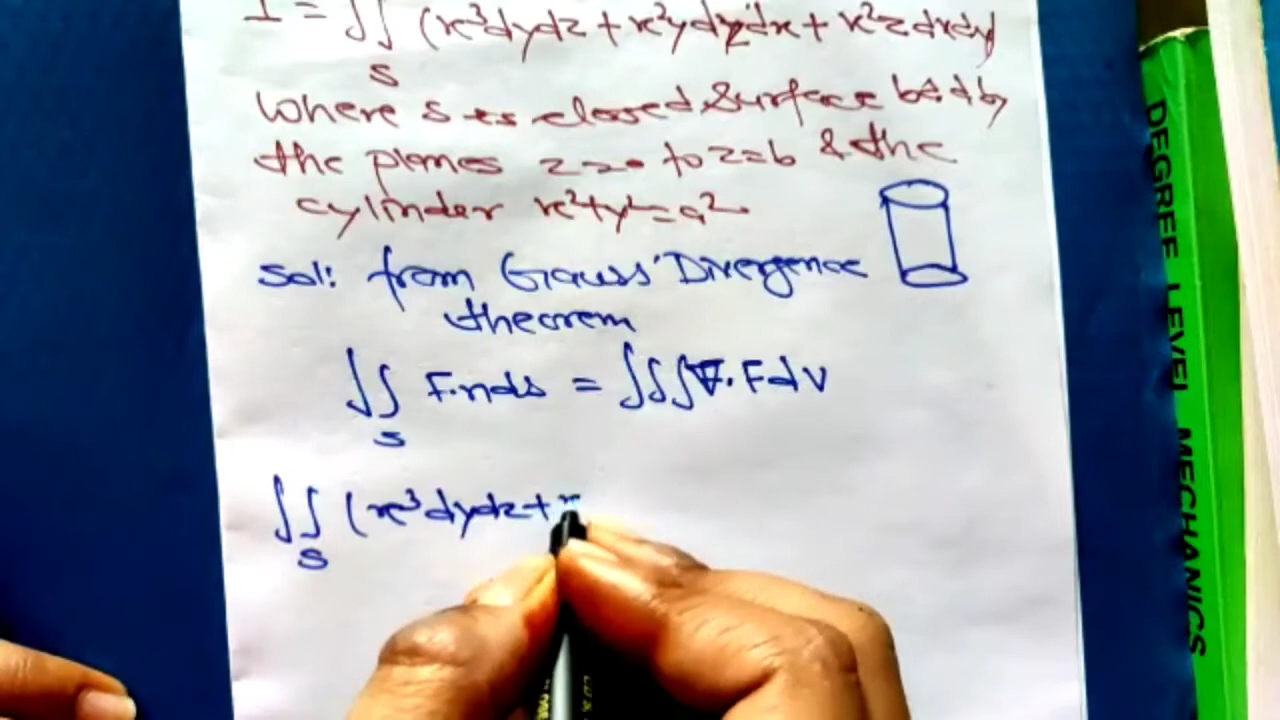 I = ∬ (x³dydz + x²ydzdx + x²zdxdy)
S
where S is closed surface bdd by
the planes z=0 to z=b & the
cylinder x²+y²=a²
Sol: from Gauss' Divergence
theorem
∬ F.nds = ∭∇.Fdv
S
∬ (x³dydz+
S
DEGREE LEVEL MECHANICS